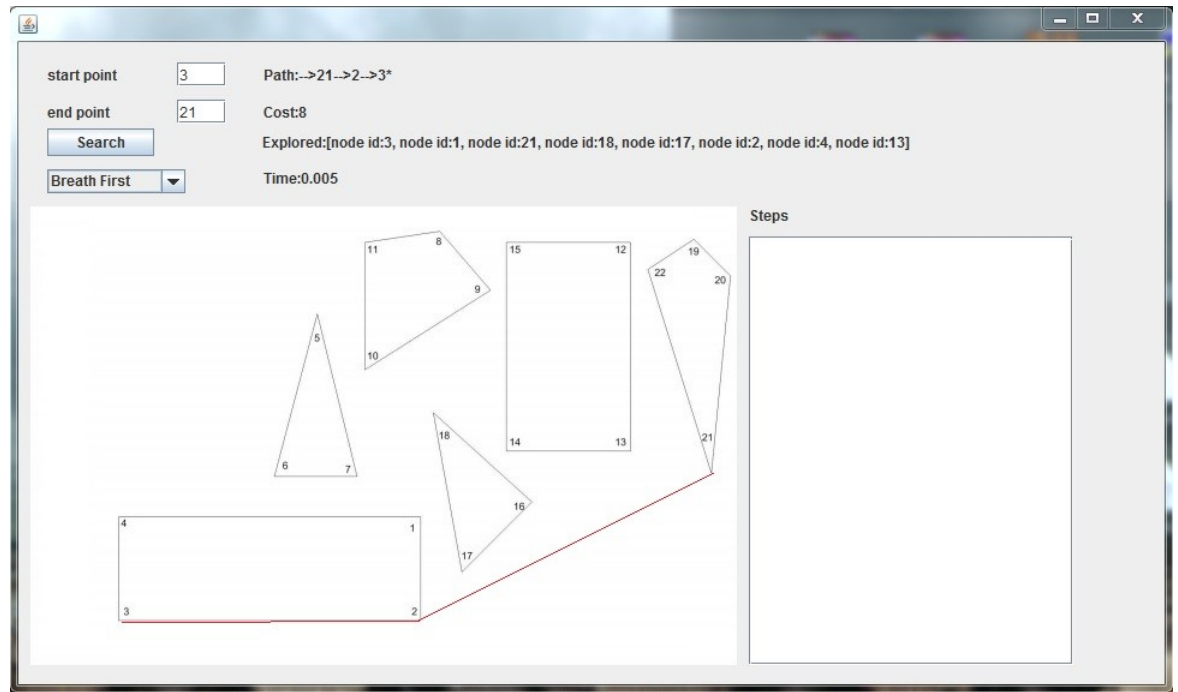 start point 3 Path:-->21-->2-->3*
end point 21 Cost:8
Search Explored:[node id:3, node id:1, node id:21, node id:18, node id:17, node id:2, node id:4, node id:13]
Breath First Time:0.005
Steps
11 8 15 12 19
22 20
9
5
10
18 14 13 21
6 7
16
4 1
17
3 2